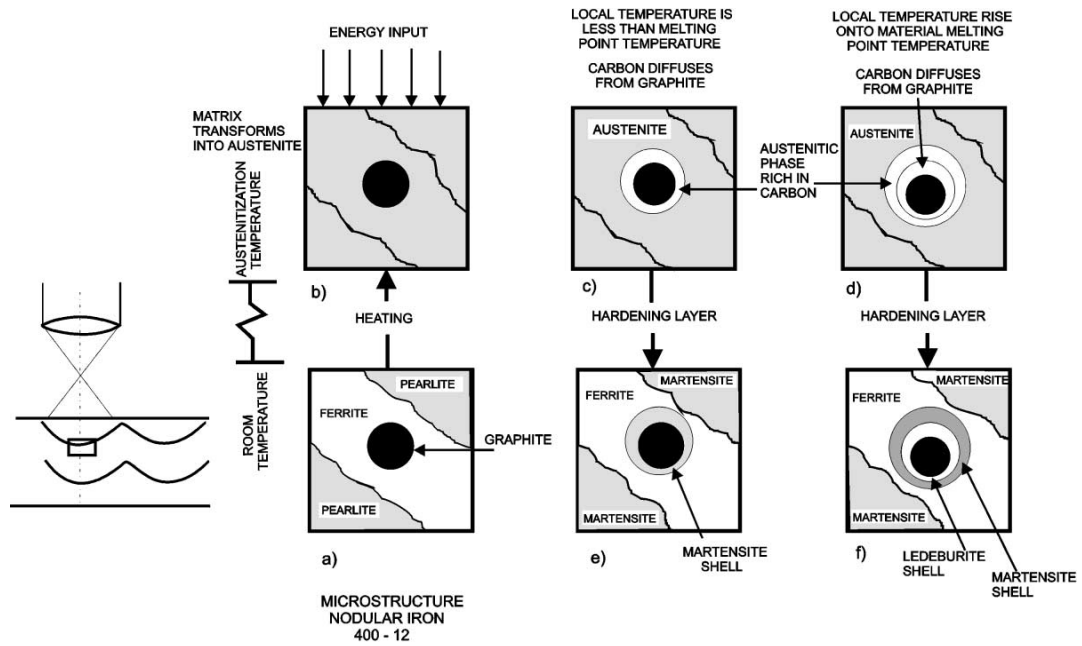 ENERGY INPUT
LOCAL TEMPERATURE IS
LESS THAN MELTING
POINT TEMPERATURE
CARBON DIFFUSES
FROM GRAPHITE
LOCAL TEMPERATURE RISE
ONTO MATERIAL MELTING
POINT TEMPERATURE
CARBON DIFFUSES
FROM GRAPHITE
MATRIX
TRANSFORMS
INTO AUSTENITE
AUSTENITE
AUSTENITIC
PHASE
RICH IN
CARBON
AUSTENITE
AUSTENITIZATION
TEMPERATURE
b)
c)
d)
HEATING
HARDENING LAYER
HARDENING LAYER
ROOM
TEMPERATURE
PEARLITE
FERRITE
GRAPHITE
PEARLITE
a)
MARTENSITE
FERRITE
MARTENSITE
e)
MARTENSITE
SHELL
MARTENSITE
FERRITE
MARTENSITE
f)
LEDEBURITE
SHELL
MARTENSITE
SHELL
MICROSTRUCTURE
NODULAR IRON
400 - 12